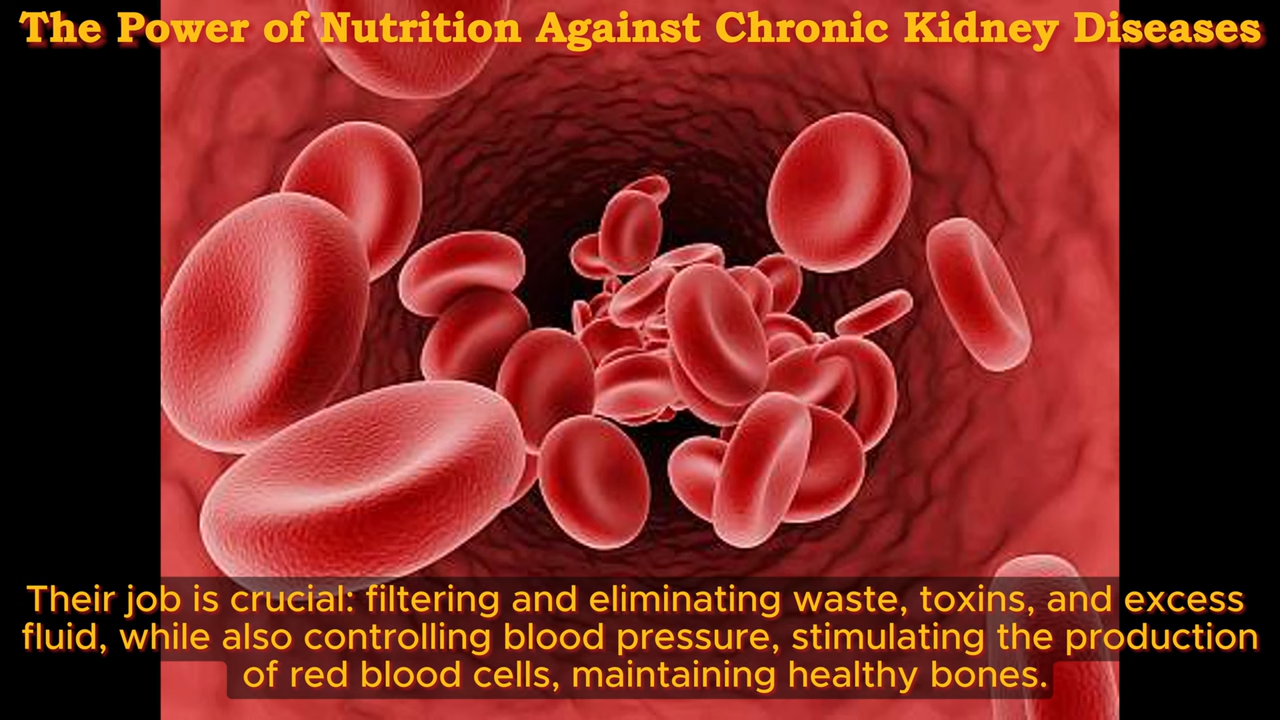 The Power of Nutrition Against Chronic Kidney Diseases
Their job is crucial: filtering and eliminating waste, toxins, and excess
fluid, while also controlling blood pressure, stimulating the production
of red blood cells, maintaining healthy bones.